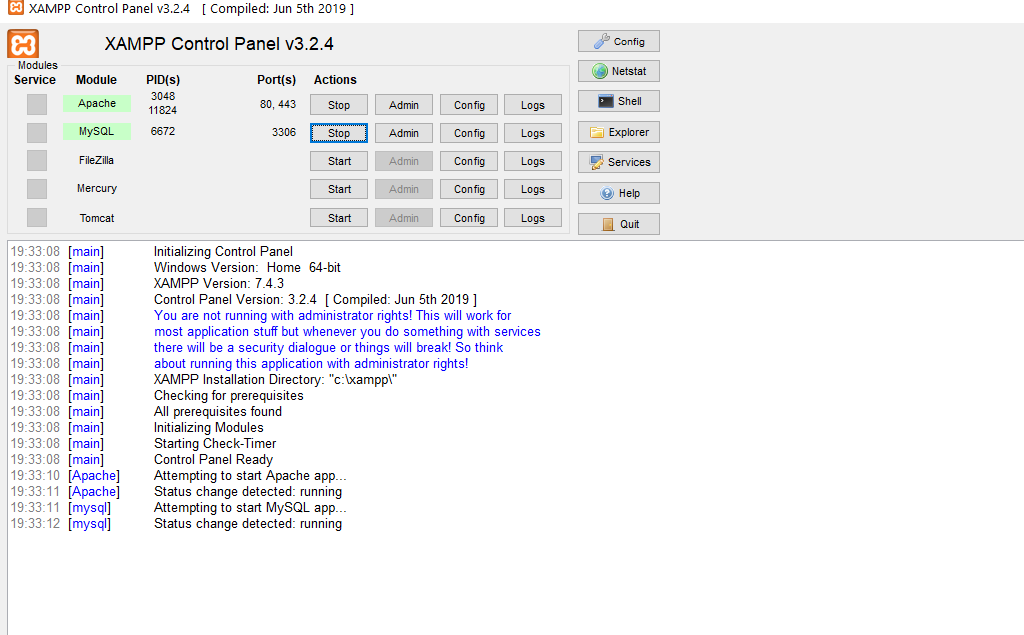 XAMPP Control Panel v3.2.4 [ Compiled: Jun 5th 2019 ]
XAMPP Control Panel v3.2.4
Config
Modules
Service Module PID(s) Port(s) Actions
Netstat
Apache 3048 80, 443 Stop Admin Config Logs
11824
Shell
MySQL 6672 3306 Stop Admin Config Logs
Explorer
FileZilla Start Admin Config Logs
Services
Mercury Start Admin Config Logs
Help
Tomcat Start Admin Config Logs
Quit
19:33:08 [main] Initializing Control Panel
19:33:08 [main] Windows Version: Home 64-bit
19:33:08 [main] XAMPP Version: 7.4.3
19:33:08 [main] Control Panel Version: 3.2.4 [ Compiled: Jun 5th 2019 ]
19:33:08 [main] You are not running with administrator rights! This will work for
19:33:08 [main] most application stuff but whenever you do something with services
19:33:08 [main] there will be a security dialogue or things will break! So think
19:33:08 [main] about running this application with administrator rights!
19:33:08 [main] XAMPP Installation Directory: "c:\xampp\"
19:33:08 [main] Checking for prerequisites
19:33:08 [main] All prerequisites found
19:33:08 [main] Initializing Modules
19:33:08 [main] Starting Check-Timer
19:33:08 [main] Control Panel Ready
19:33:10 [Apache] Attempting to start Apache app...
19:33:11 [Apache] Status change detected: running
19:33:11 [mysql] Attempting to start MySQL app...
19:33:12 [mysql] Status change detected: running